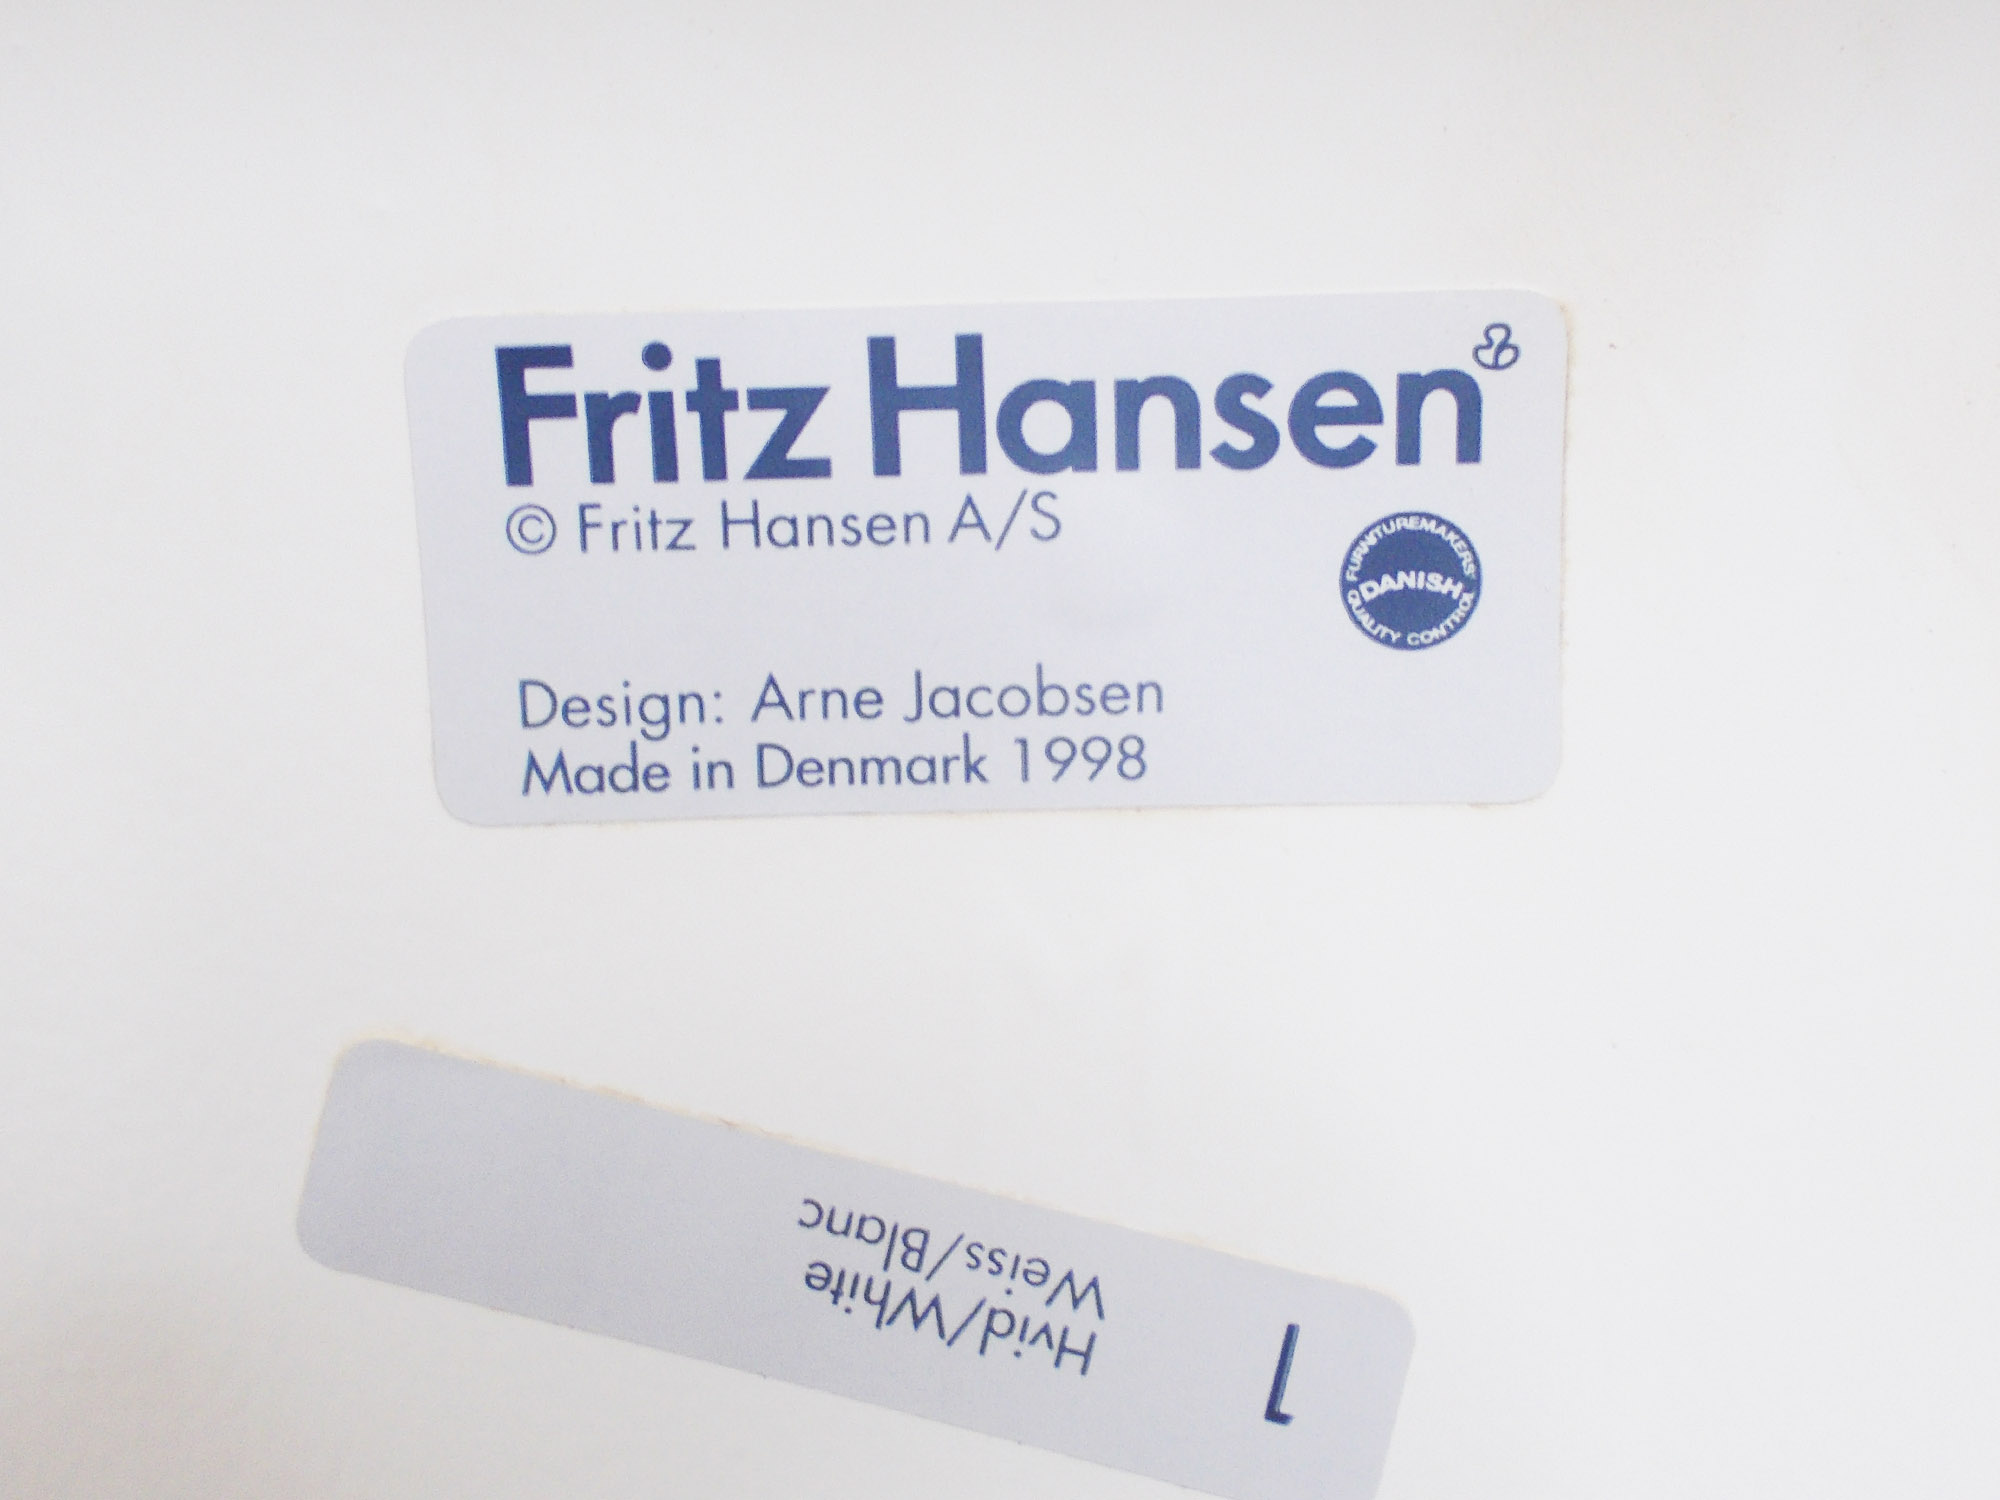 Fritz Hansen
© Fritz Hansen A/S
FURNITUREMAKERS'
DANISH
QUALITY CONTROL
Design: Arne Jacobsen
Made in Denmark 1998
1
Hvid/White
Weiss/Blanc